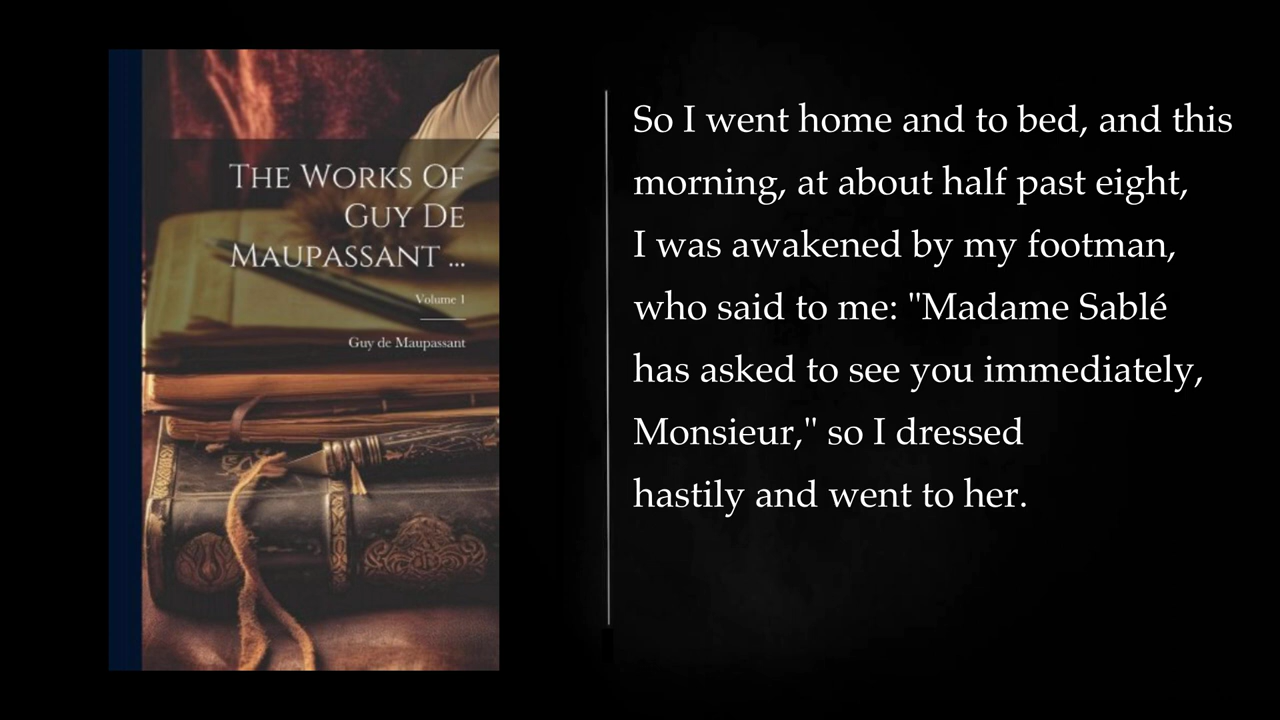 The Works Of
Guy De
Maupassant ...
Volume 1
Guy de Maupassant
So I went home and to bed, and this
morning, at about half past eight,
I was awakened by my footman,
who said to me: "Madame Sablé
has asked to see you immediately,
Monsieur," so I dressed
hastily and went to her.